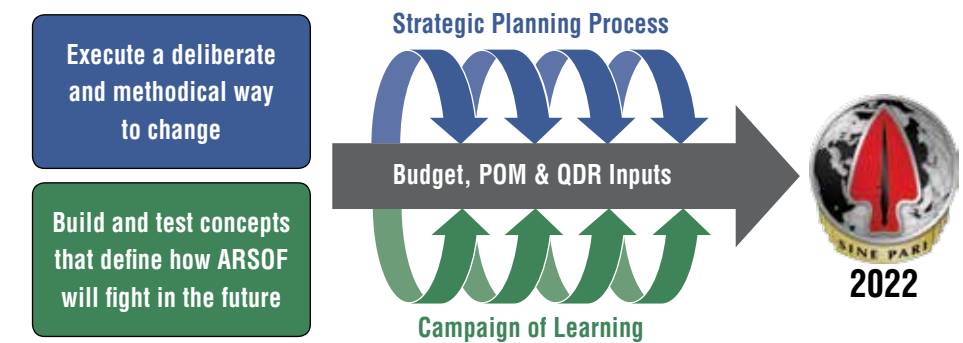 Strategic Planning Process
Execute a deliberate
and methodical way
to change
Budget, POM & QDR Inputs
Build and test concepts
that define how ARSOF
will fight in the future
SINE PARI
2022
Campaign of Learning